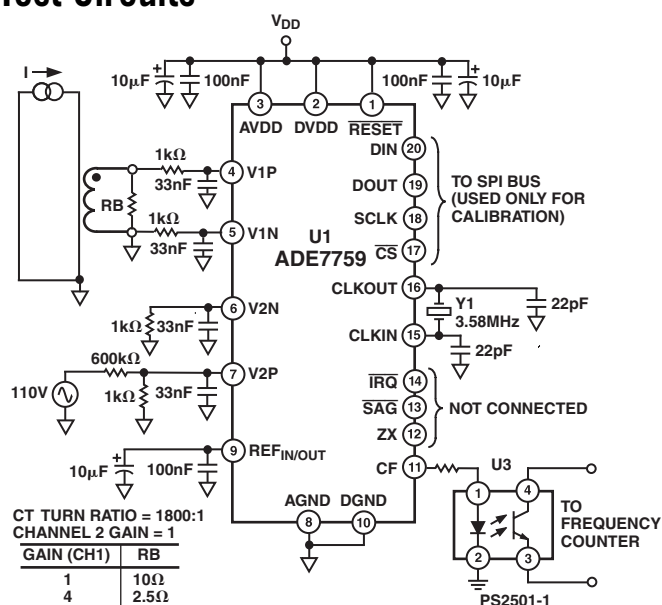 Test Circuits
VDD
I
10µF
100nF
100nF
10µF
3
2
1
AVDD
DVDD
RESET
DIN
20
DOUT
19
SCLK
18
CS
17
TO SPI BUS
(USED ONLY FOR
CALIBRATION)
1kΩ
33nF
4
V1P
RB
1kΩ
33nF
5
V1N
U1
ADE7759
CLKOUT
16
Y1
3.58MHz
22pF
CLKIN
15
22pF
6
V2N
1kΩ
33nF
600kΩ
7
V2P
110V
1kΩ
33nF
IRQ
14
SAG
13
ZX
12
NOT CONNECTED
9
REFIN/OUT
10µF
100nF
CF
11
U3
1
4
2
3
TO
FREQUENCY
COUNTER
PS2501-1
AGND
DGND
8
10
CT TURN RATIO = 1800:1
CHANNEL 2 GAIN = 1
GAIN (CH1) RB
1 10Ω
4 2.5Ω